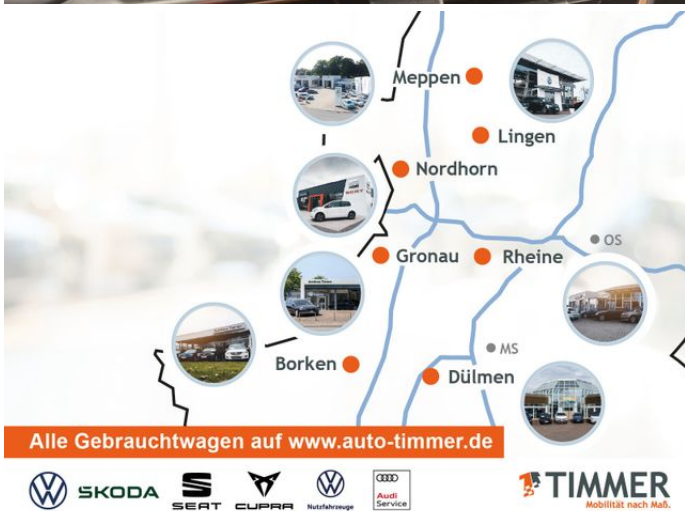 Meppen
Lingen
Nordhorn
OS
Gronau
Rheine
MS
Borken
Dülmen
Alle Gebrauchtwagen auf www.auto-timmer.de
ŠKODA
SEAT
CUPRA
Nutzfahrzeuge
Audi
Service
TIMMER
Mobilität nach Maß.